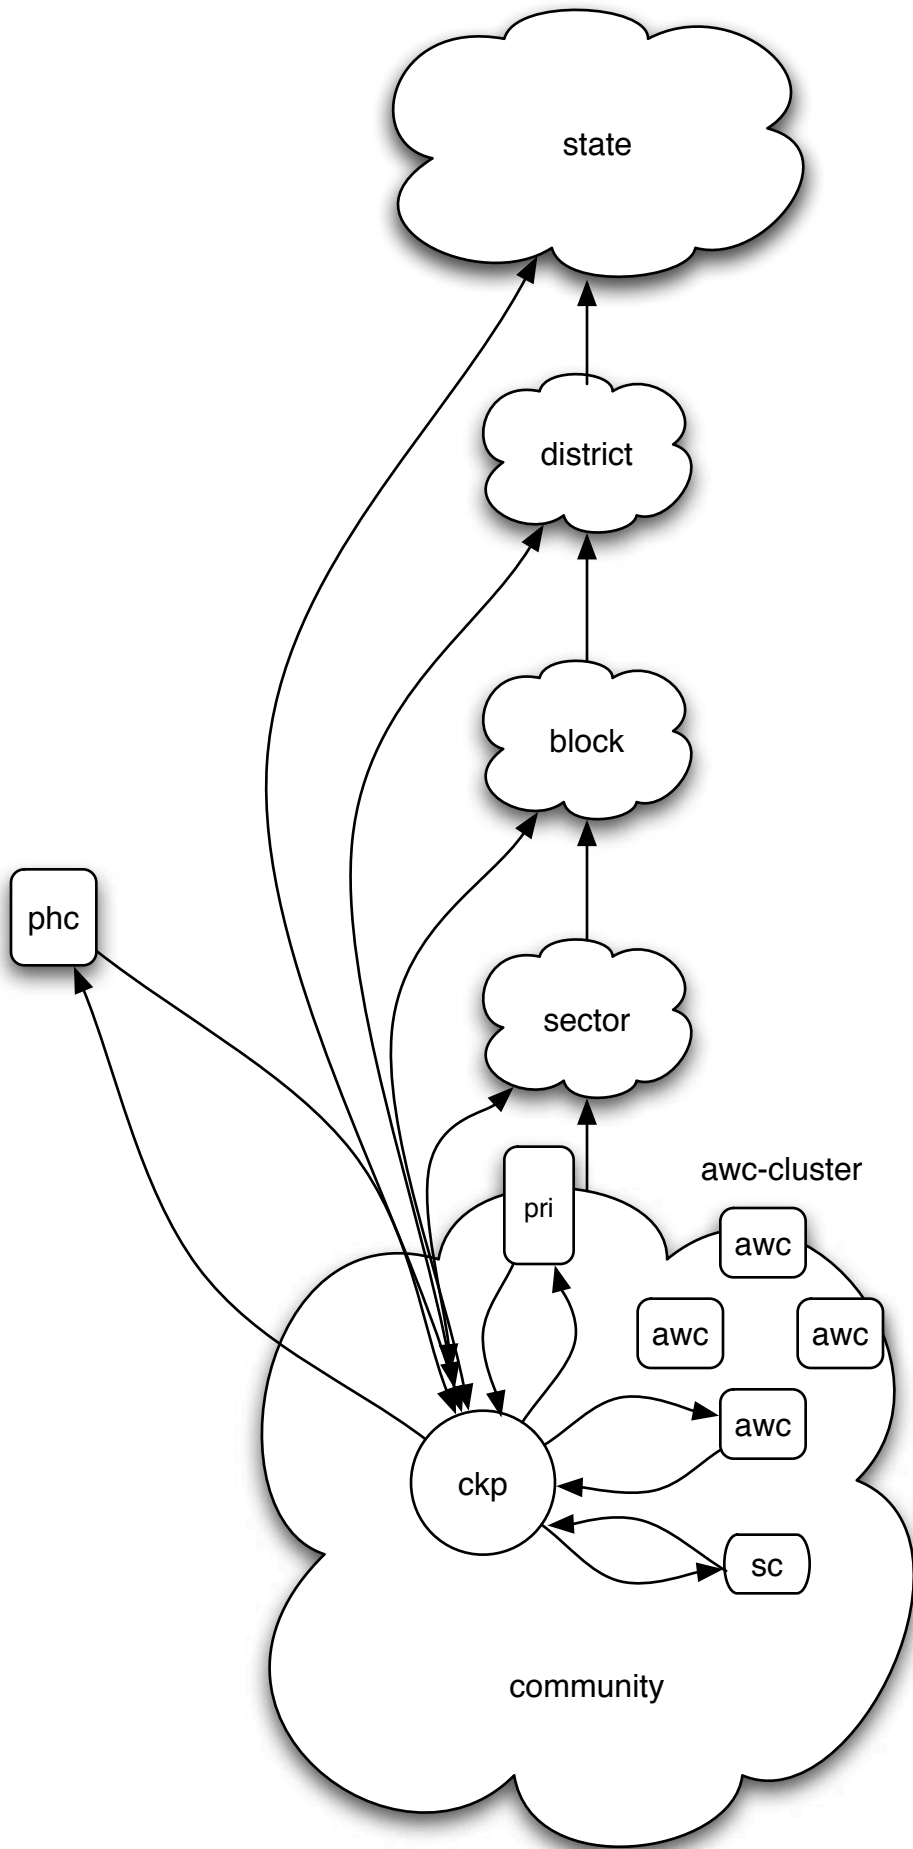 state
district
block
phc
sector
awc-cluster
pri
awc
awc
awc
awc
ckp
sc
community